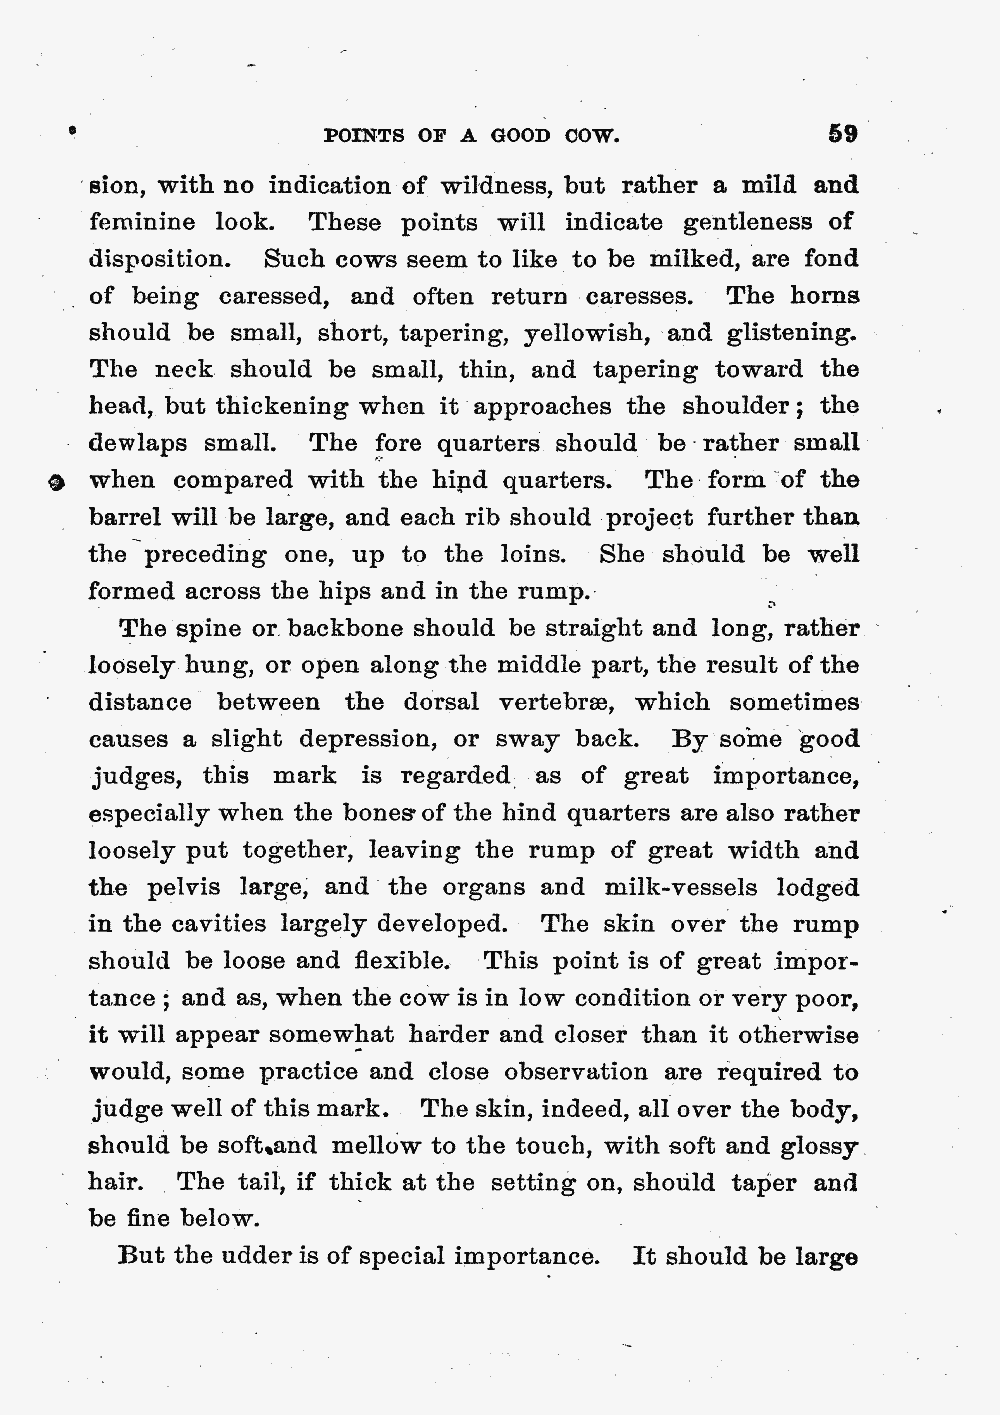 POINTS OF A GOOD COW. 59
sion, with no indication of wildness, but rather a mild and
feminine look. These points will indicate gentleness of
disposition. Such cows seem to like to be milked, are fond
of being caressed, and often return caresses. The horns
should be small, short, tapering, yellowish, and glistening.
The neck should be small, thin, and tapering toward the
head, but thickening when it approaches the shoulder; the
dewlaps small. The fore quarters should be rather small
when compared with the hind quarters. The form of the
barrel will be large, and each rib should project further than
the preceding one, up to the loins. She should be well
formed across the hips and in the rump.
The spine or backbone should be straight and long, rather
loosely hung, or open along the middle part, the result of the
distance between the dorsal vertebræ, which sometimes
causes a slight depression, or sway back. By some good
judges, this mark is regarded as of great importance,
especially when the bones of the hind quarters are also rather
loosely put together, leaving the rump of great width and
the pelvis large, and the organs and milk-vessels lodged
in the cavities largely developed. The skin over the rump
should be loose and flexible. This point is of great impor-
tance; and as, when the cow is in low condition or very poor,
it will appear somewhat harder and closer than it otherwise
would, some practice and close observation are required to
judge well of this mark. The skin, indeed, all over the body,
should be soft and mellow to the touch, with soft and glossy
hair. The tail, if thick at the setting on, should taper and
be fine below.
But the udder is of special importance. It should be large